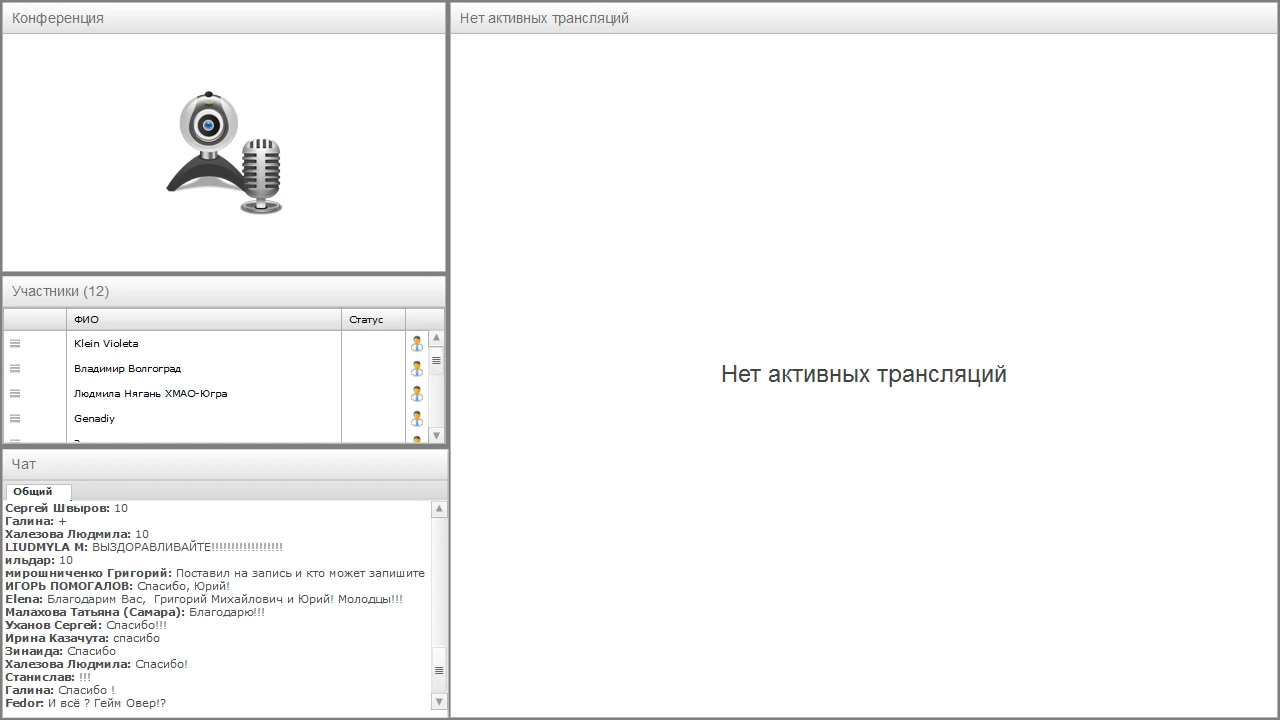 Конференция
Нет активных трансляций
Участники (12)
ФИО Статус
Klein Violeta
Владимир Волгоград
Людмила Нягань ХМАО-Югра
Genadiy
Нет активных трансляций
Чат
Общий
Сергей Швыров: 10
Галина: +
Халезова Людмила: 10
LIUDMYLA M: ВЫЗДОРАВЛИВАЙТЕ!!!!!!!!!!!!!!!!!!
ильдар: 10
мирошниченко Григорий: Поставил на запись и кто может запишите
ИГОРЬ ПОМОГАЛОВ: Спасибо, Юрий!
Elena: Благодарим Вас,  Григорий Михайлович и Юрий! Молодцы!!!
Малахова Татьяна (Самара): Благодарю!!!
Уханов Сергей: Спасибо!!!
Ирина Казачута: спасибо
Зинаида: Спасибо
Халезова Людмила: Спасибо!
Станислав: !!!
Галина: Спасибо !
Fedor: И всё ? Гейм Овер!?